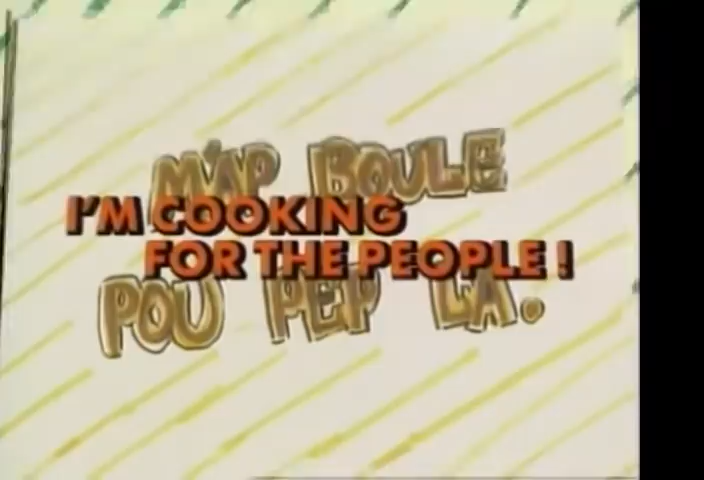 M'AP BOULE
I'M COOKING
FOR THE PEOPLE !
POU PEP LA.